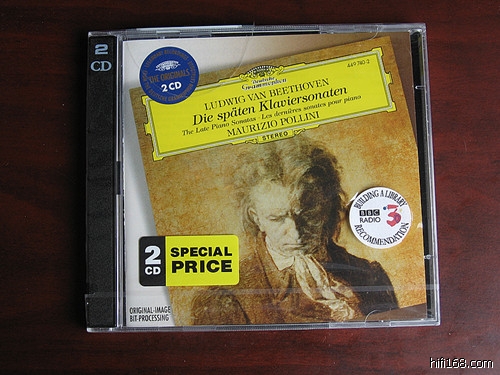 2
CD
THE ORIGINALS
2 CD
Deutsche
Grammophon
449 740-2
LUDWIG VAN BEETHOVEN
Die späten Klaviersonaten
The Late Piano Sonatas · Les dernières sonates pour piano
MAURIZIO POLLINI
STEREO
BUILDING A LIBRARY
BBC
RADIO
3
RECOMMENDATION
2
CD
SPECIAL
PRICE
ORIGINAL-IMAGE
BIT-PROCESSING
hifi168.com